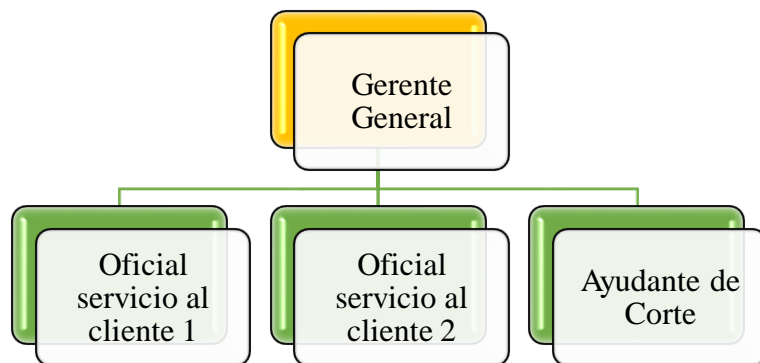 Gerente
General
Oficial
servicio al
cliente 1
Oficial
servicio al
cliente 2
Ayudante de
Corte